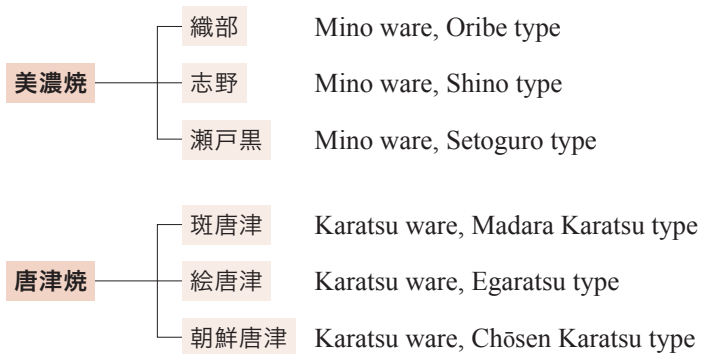 織部 Mino ware, Oribe type
美濃焼 志野 Mino ware, Shino type
瀬戸黒 Mino ware, Setoguro type
斑唐津 Karatsu ware, Madara Karatsu type
唐津焼 絵唐津 Karatsu ware, Egaratsu type
朝鮮唐津 Karatsu ware, Chōsen Karatsu type